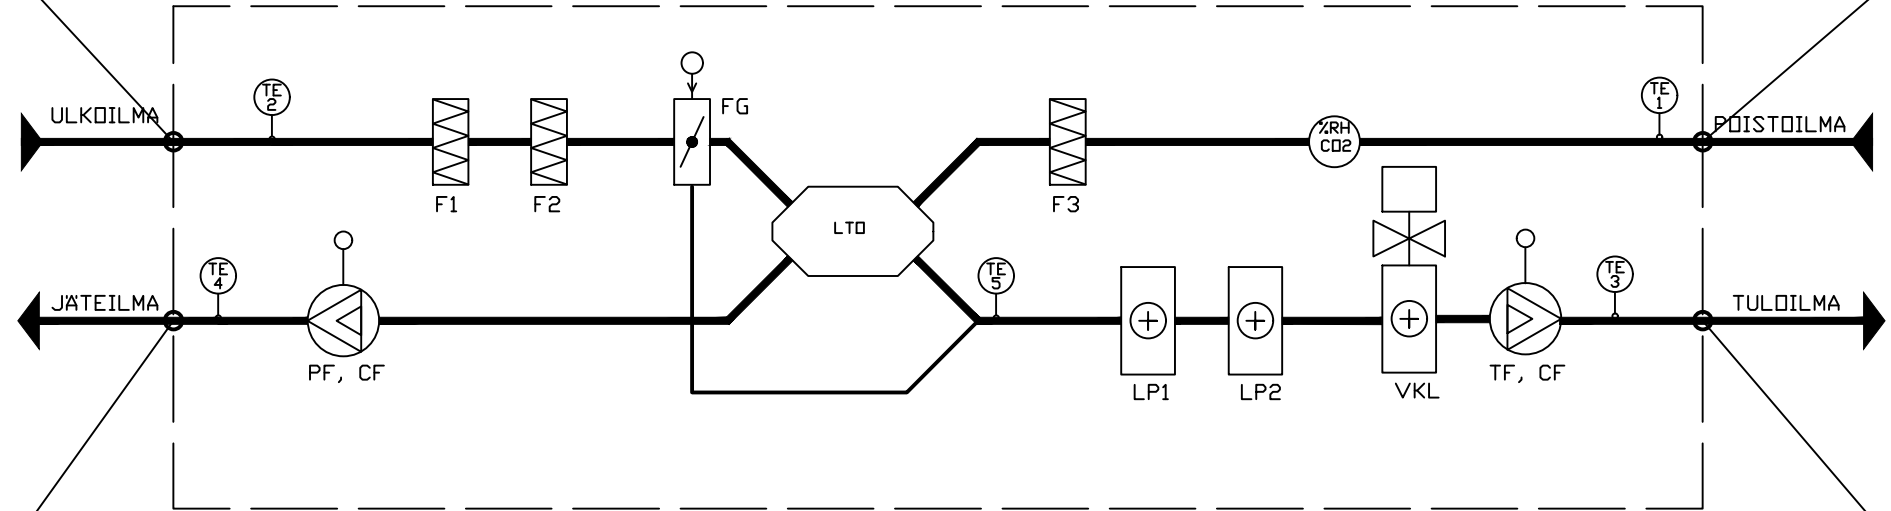 TE
2
TE
1
FG
ULKOILMA
POISTOILMA
%RH
CO2
F1
F2
F3
LTO
TE
4
TE
5
TE
3
JÄTEILMA
TULOILMA
PF, CF
TF, CF
LP1
LP2
VKL